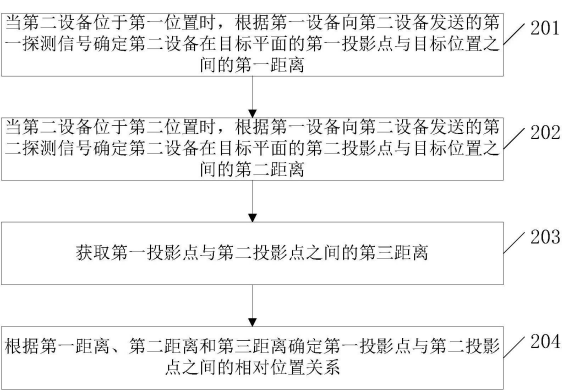 当第二设备位于第一位置时，根据第一设备向第二设备发送的第
一探测信号确定第二设备在目标平面的第一投影点与目标位置之
间的第一距离
201
当第二设备位于第二位置时，根据第一设备向第二设备发送的第
二探测信号确定第二设备在目标平面的第二投影点与目标位置之
间的第二距离
202
获取第一投影点与第二投影点之间的第三距离
203
根据第一距离、第二距离和第三距离确定第一投影点与第二投影
点之间的相对位置关系
204